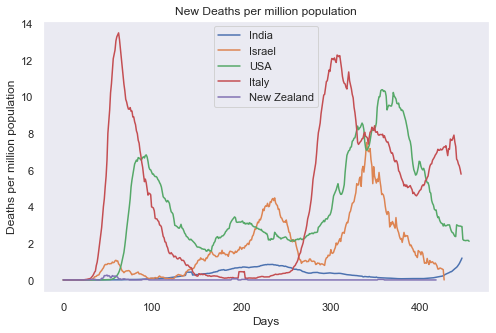 New Deaths per million population
India
Israel
USA
Italy
New Zealand
Deaths per million population
14
12
10
8
6
4
2
0
0
100
200
300
400
Days